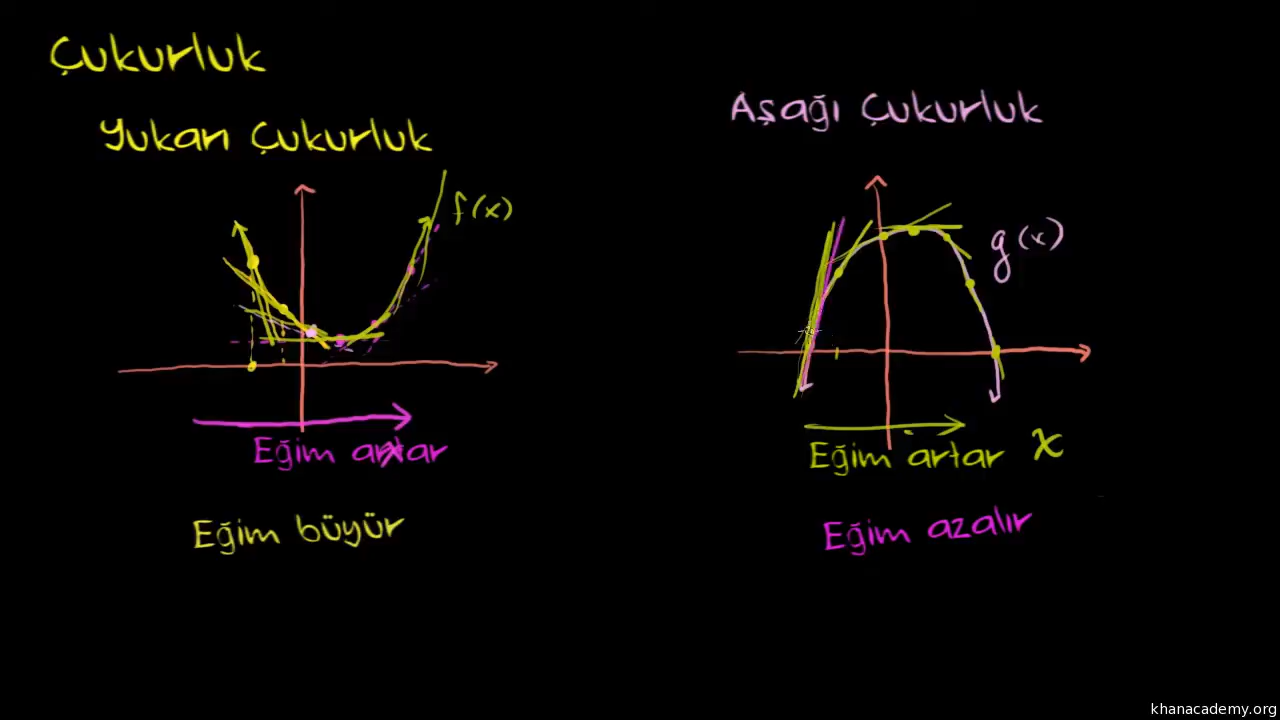 Çukurluk
Yukarı Çukurluk
f(x)
Eğim artar
Eğim büyür
Aşağı Çukurluk
g(x)
Eğim artar x
Eğim azalır
khanacademy.org